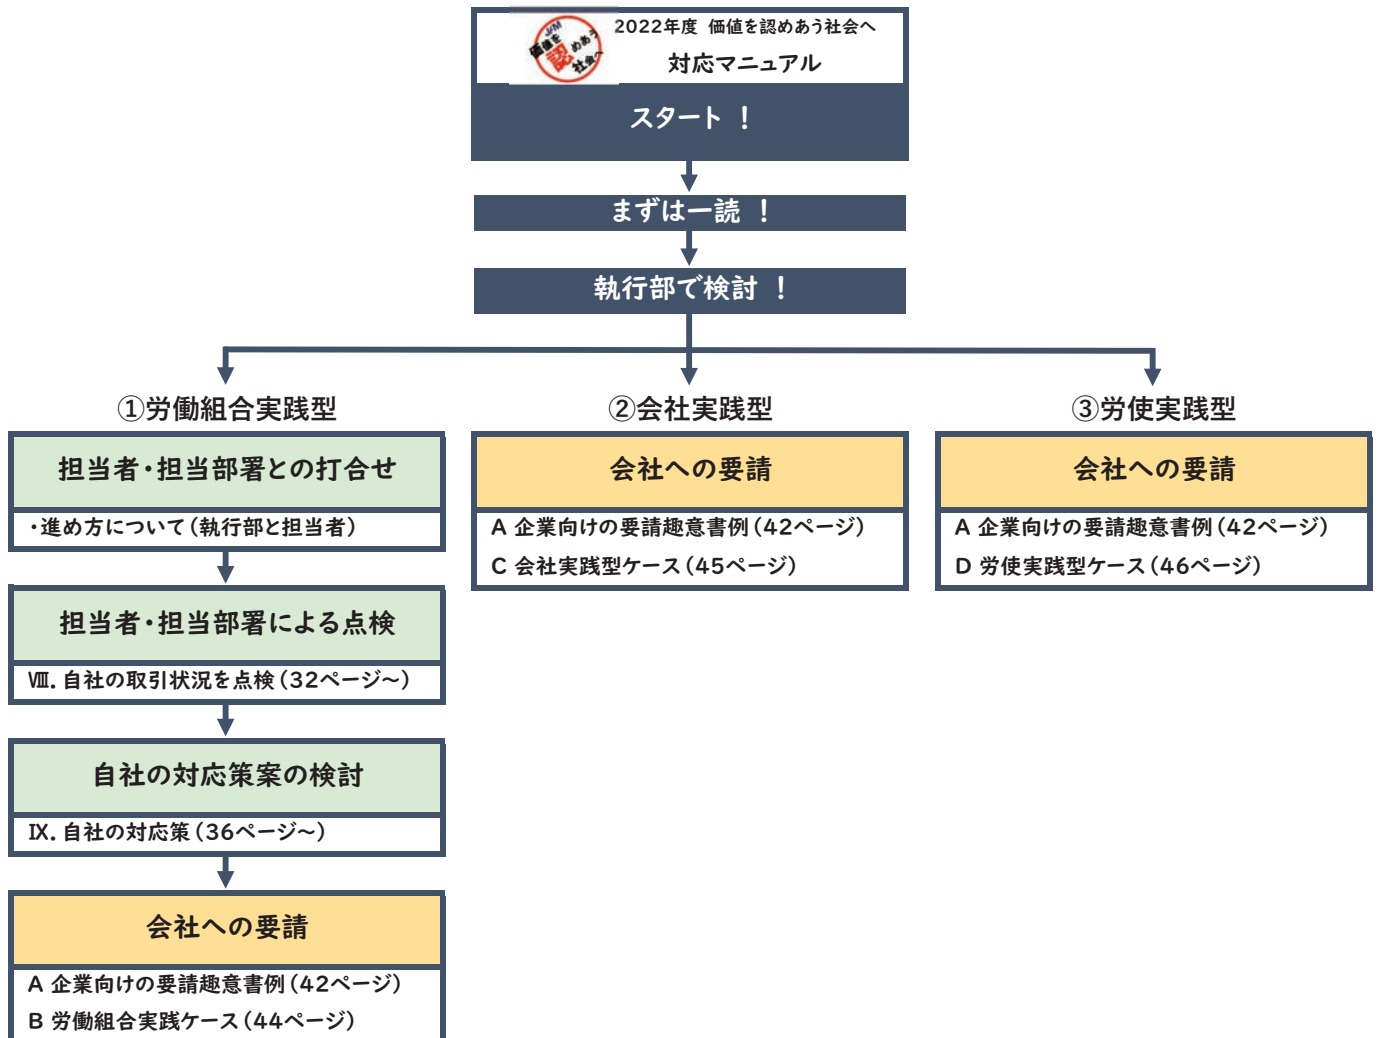 JAM
価値を
認
めあう
社会へ
2022年度 価値を認めあう社会へ
対応マニュアル
スタート !
まずは一読 !
執行部で検討 !
①労働組合実践型
担当者・担当部署との打合せ
・進め方について（執行部と担当者）
担当者・担当部署による点検
Ⅷ．自社の取引状況を点検（32ページ～）
自社の対応策案の検討
Ⅸ．自社の対応策（36ページ～）
会社への要請
A 企業向けの要請趣意書例（42ページ）
B 労働組合実践ケース（44ページ）
②会社実践型
会社への要請
A 企業向けの要請趣意書例（42ページ）
C 会社実践型ケース（45ページ）
③労使実践型
会社への要請
A 企業向けの要請趣意書例（42ページ）
D 労使実践型ケース（46ページ）